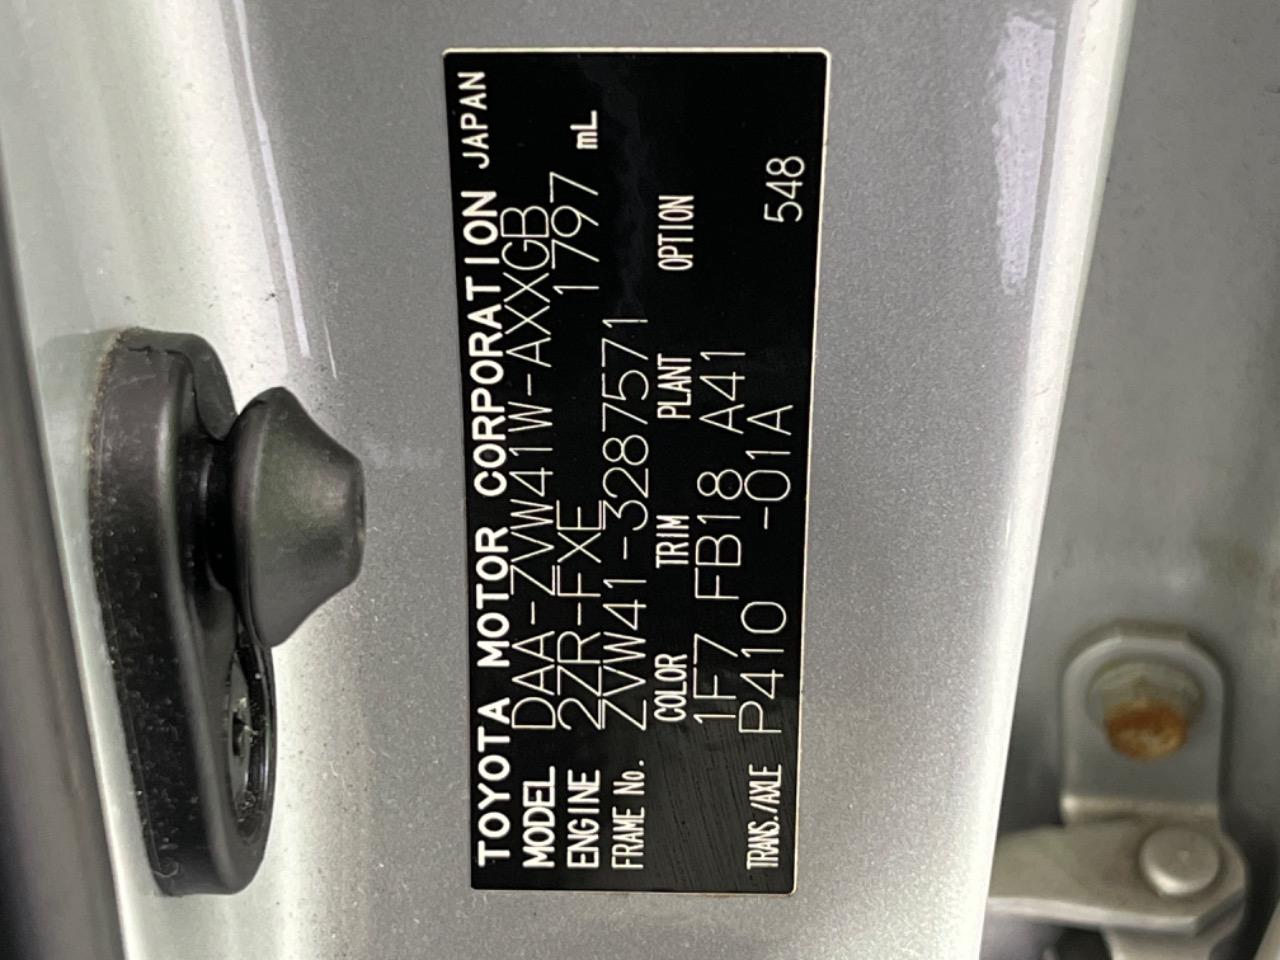 TOYOTA MOTOR CORPORATION JAPAN
MODEL DAA-ZVW41W-AXXGB
ENGINE 2ZR-FXE 1797 mL
FRAME No. ZVW41-3287571
COLOR TRIM PLANT OPTION
1F7 FB18 A41
TRANS./AXLE P410 -01A
548